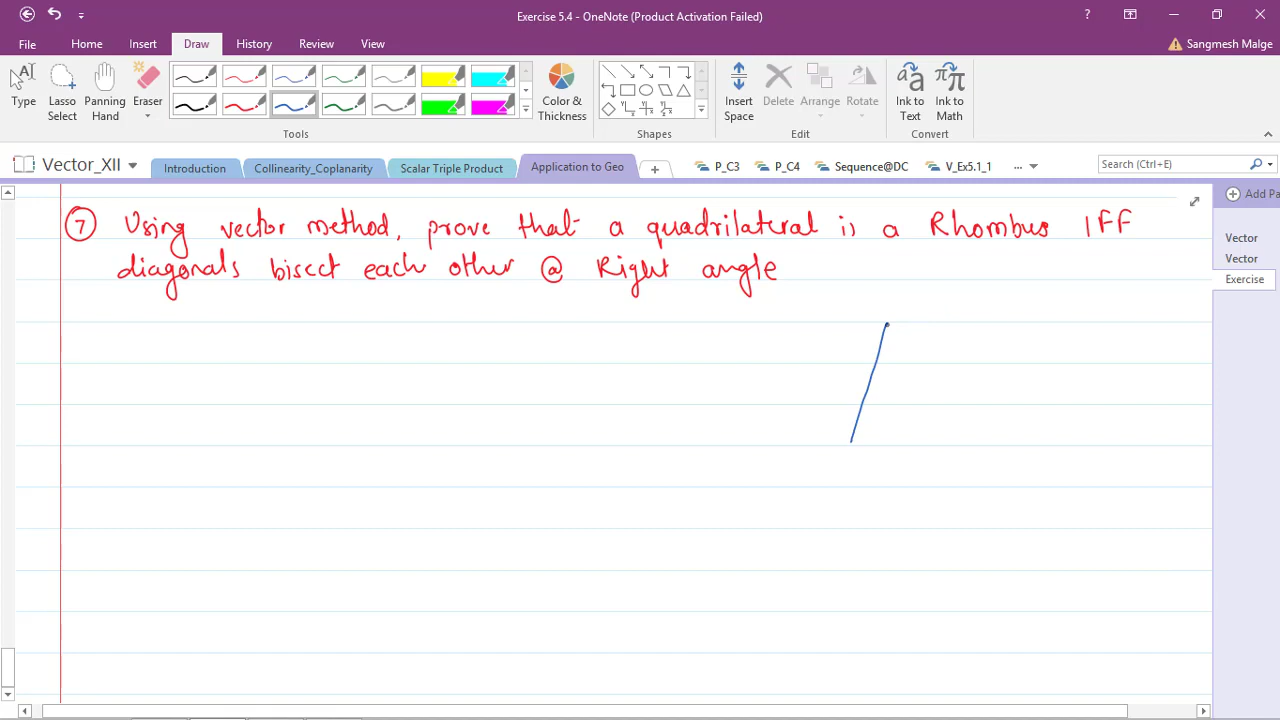 Exercise 5.4 - OneNote (Product Activation Failed)
File Home Insert Draw History Review View
Sangmesh Malge
Type
Lasso Select
Panning Hand
Eraser
Color & Thickness
Insert Space
Delete
Arrange
Rotate
Ink to Text
Ink to Math
Tools
Shapes
Edit
Convert
Vector_XII
Introduction
Collinearity_Coplanarity
Scalar Triple Product
Application to Geo
P_C3
P_C4
Sequence@DC
V_Ex5.1_1
...
Search (Ctrl+E)
Add Pa
Vector
Vector
Exercise
7 Using vector method, prove that a quadrilateral is a Rhombus IFF
diagonals bisect each other @ Right angle